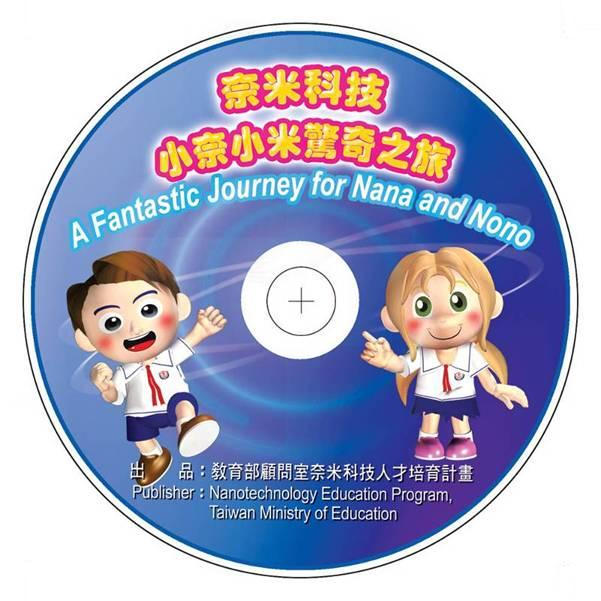 奈米科技
小奈小米驚奇之旅
A Fantastic Journey for Nana and Nono
出　品：教育部顧問室奈米科技人才培育計畫
Publisher：Nanotechnology Education Program,
Taiwan Ministry of Education